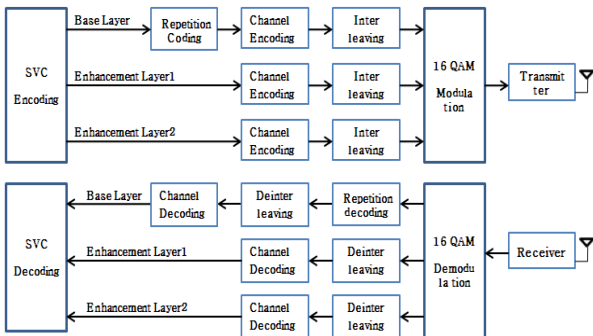 Base Layer
Repetition
Coding
Channel
Encoding
Inter
leaving
SVC
Encoding
Enhancement Layer1
Channel
Encoding
Inter
leaving
16 QAM
Modula
tion
Transmit
ter
Enhancement Layer2
Channel
Encoding
Inter
leaving
Base Layer
Channel
Decoding
Deinter
leaving
Repetition
decoding
SVC
Decoding
Enhancement Layer1
Channel
Decoding
Deinter
leaving
16 QAM
Demodu
lation
Receiver
Enhancement Layer2
Channel
Decoding
Deinter
leaving